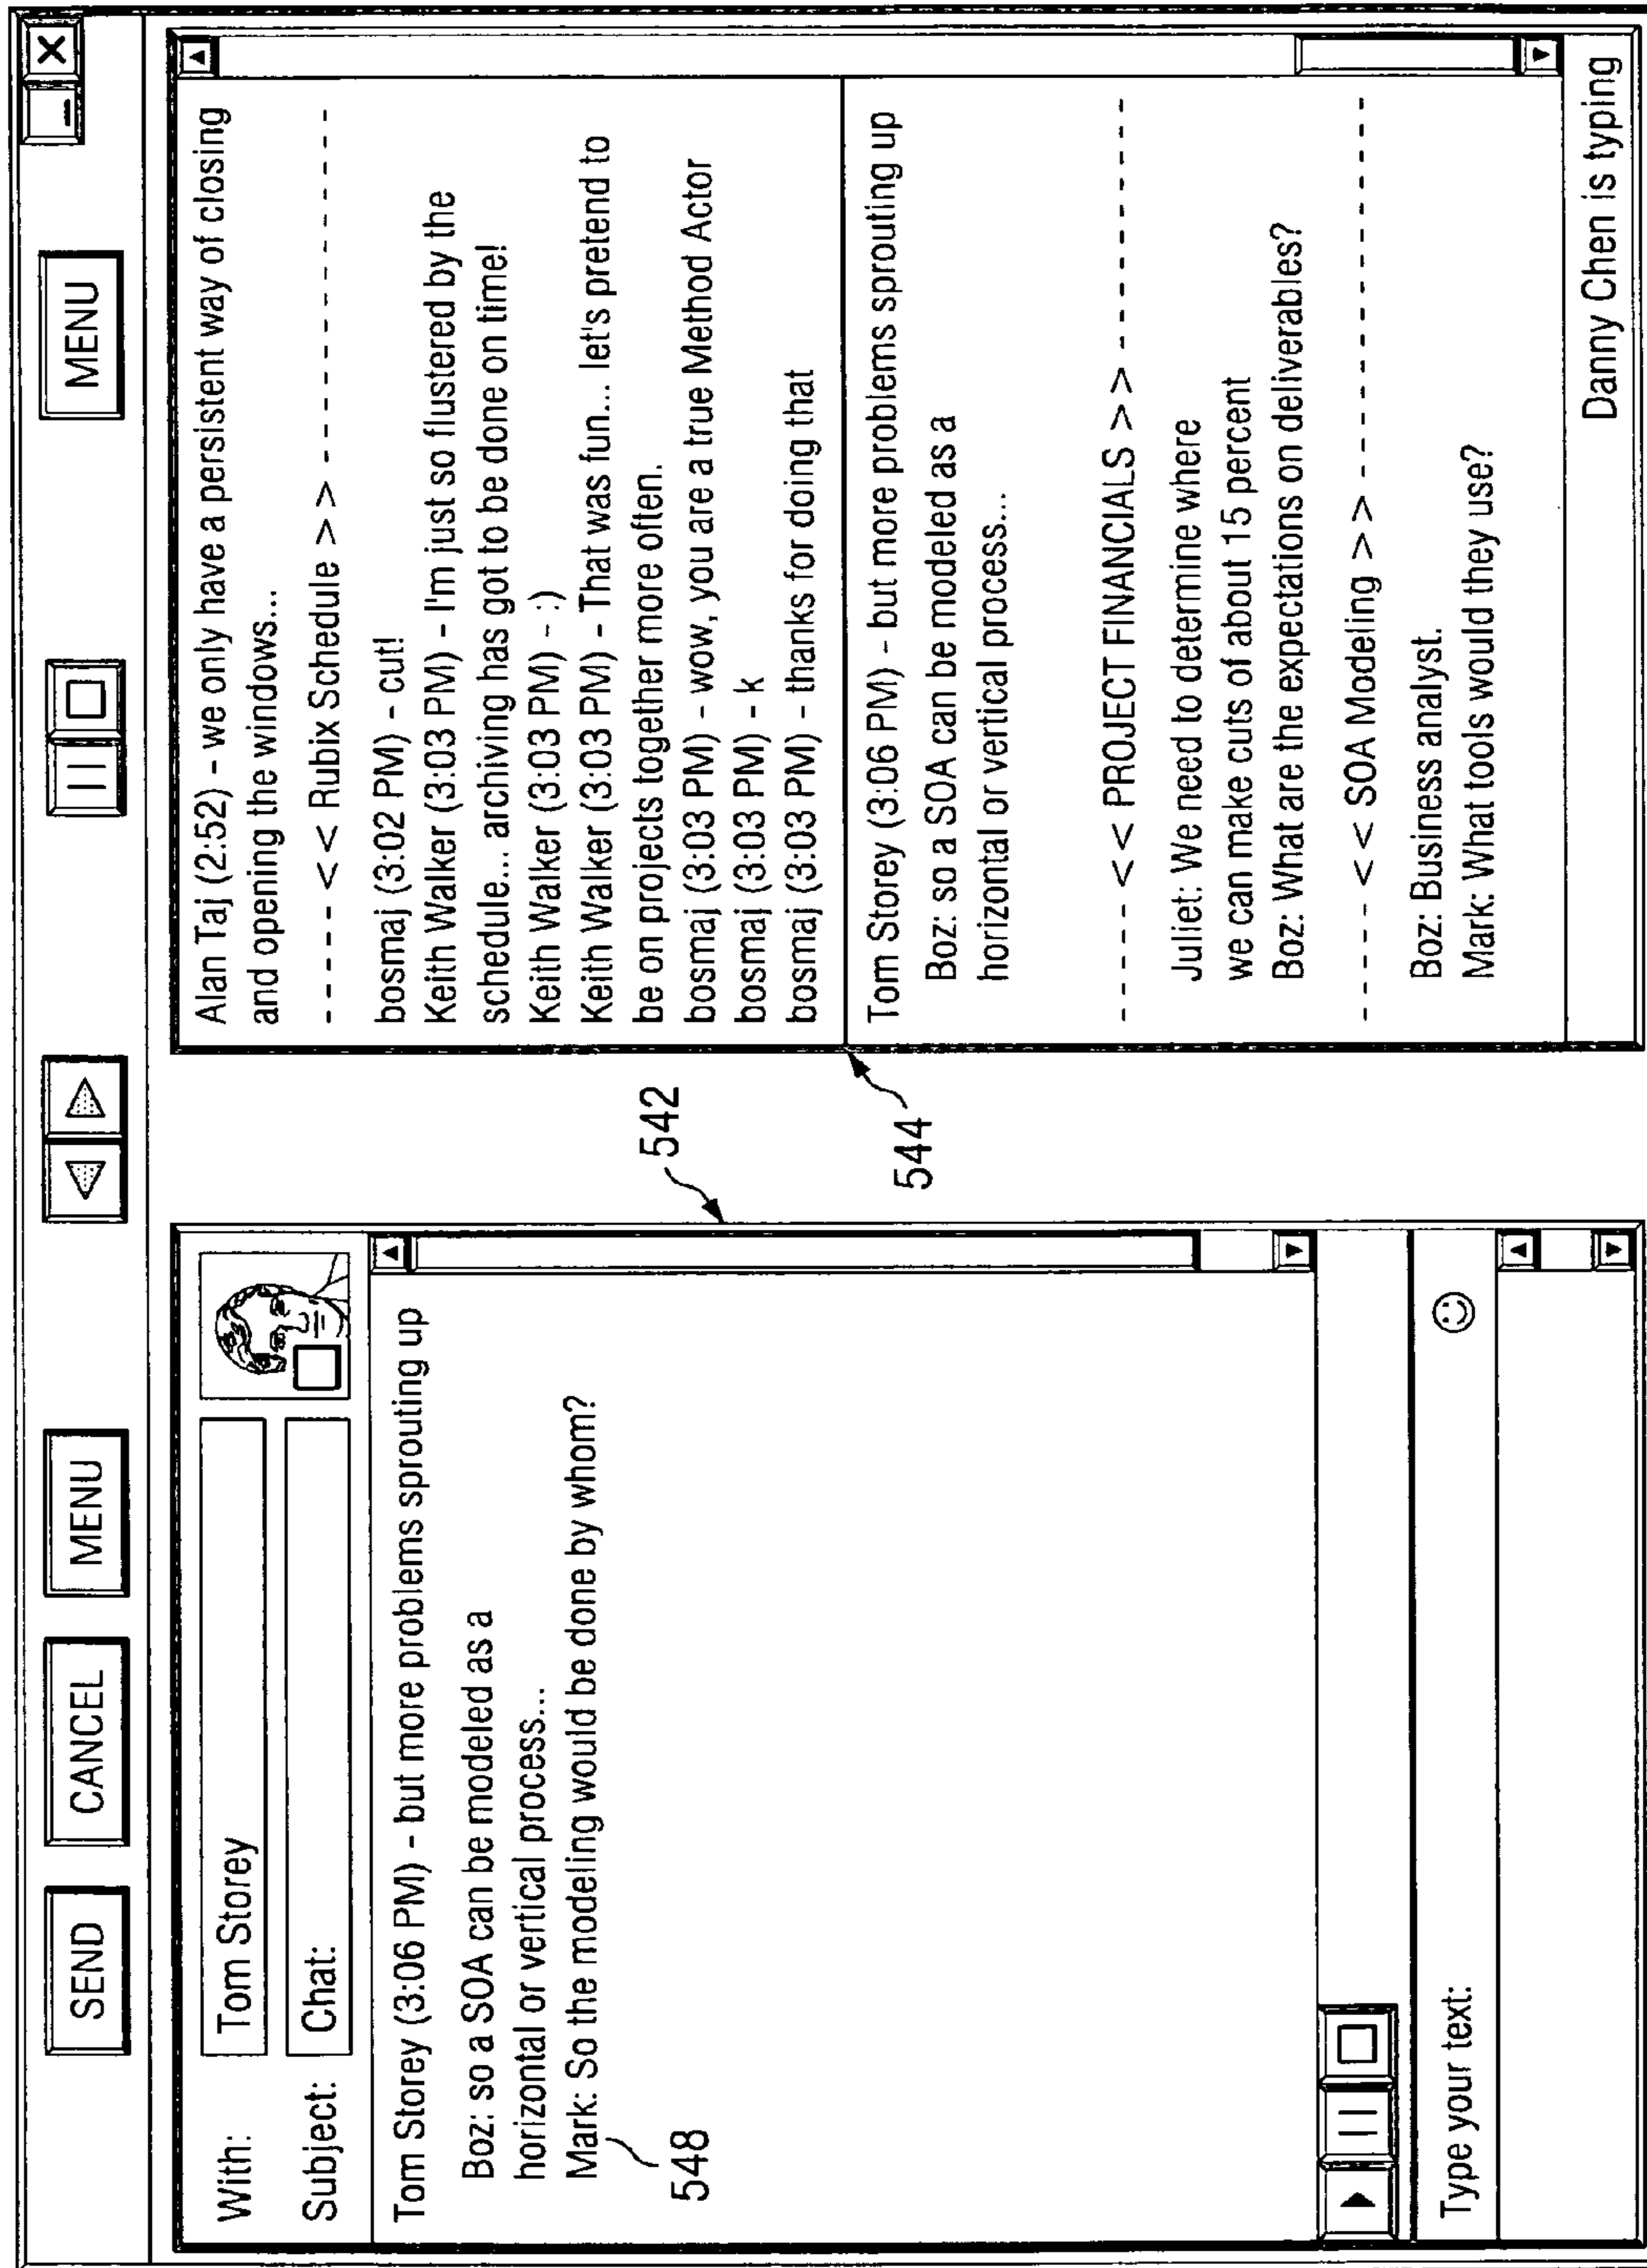 SEND CANCEL MENU MENU
With: Tom Storey
Subject: Chat:
Tom Storey (3:06 PM) - but more problems sprouting up
Boz: so a SOA can be modeled as a
horizontal or vertical process...
Mark: So the modeling would be done by whom?
548
Type your text:
542
544
Alan Taj (2:52) - we only have a persistent way of closing
and opening the windows...
- - - - - < < Rubix Schedule > > - - - - - - - - - - - - - -
bosmaj (3:02 PM) - cut!
Keith Walker (3:03 PM) - I'm just so flustered by the
schedule... archiving has got to be done on time!
Keith Walker (3:03 PM) - :)
Keith Walker (3:03 PM) - That was fun... let's pretend to
be on projects together more often.
bosmaj (3:03 PM) - wow, you are a true Method Actor
bosmaj (3:03 PM) - k
bosmaj (3:03 PM) - thanks for doing that
Tom Storey (3:06 PM) - but more problems sprouting up
Boz: so a SOA can be modeled as a
horizontal or vertical process...
- - - - - < < PROJECT FINANCIALS > > - - - - - - - - - -
Juliet: We need to determine where
we can make cuts of about 15 percent
Boz: What are the expectations on deliverables?
- - - - - < < SOA Modeling > > - - - - - - - - - - - - - -
Boz: Business analyst.
Mark: What tools would they use?
Danny Chen is typing